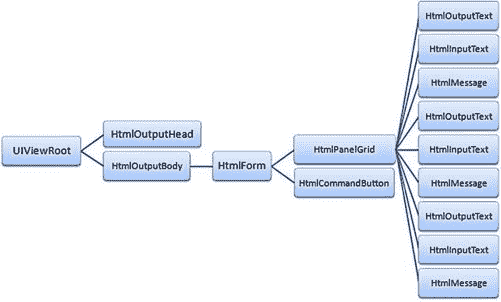 UIViewRoot
HtmlOutputHead
HtmlOutputBody
HtmlForm
HtmlPanelGrid
HtmlCommandButton
HtmlOutputText
HtmlInputText
HtmlMessage
HtmlOutputText
HtmlInputText
HtmlMessage
HtmlOutputText
HtmlInputText
HtmlMessage